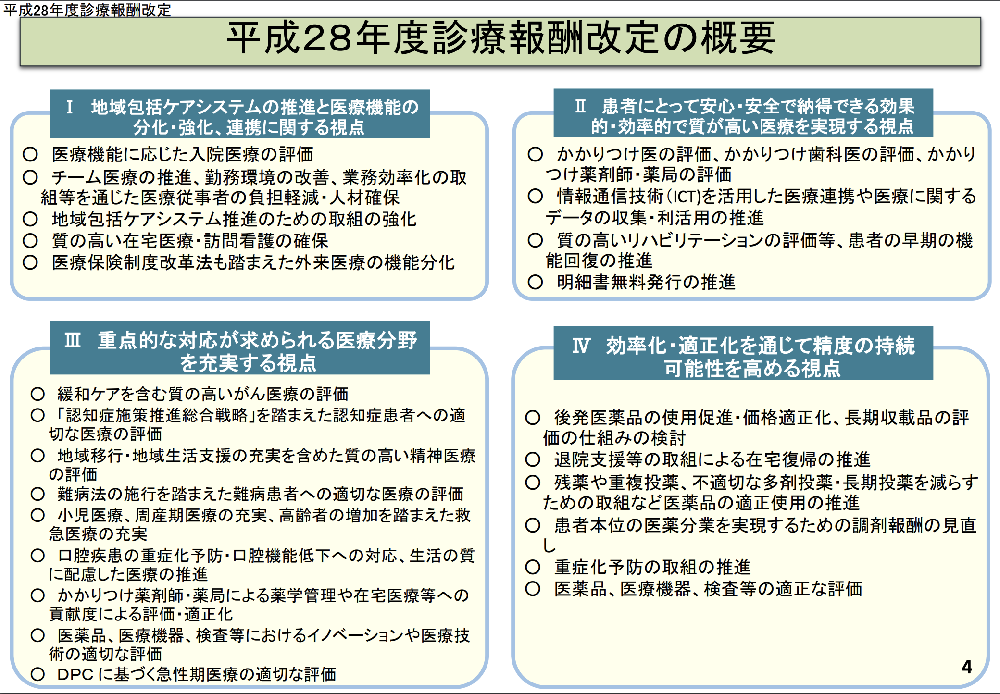 平成28年度診療報酬改定
平成２８年度診療報酬改定の概要
Ⅰ　地域包括ケアシステムの推進と医療機能の
分化・強化、連携に関する視点
○　医療機能に応じた入院医療の評価
○　チーム医療の推進、勤務環境の改善、業務効率化の取
組等を通じた医療従事者の負担軽減・人材確保
○　地域包括ケアシステム推進のための取組の強化
○　質の高い在宅医療・訪問看護の確保
○　医療保険制度改革法も踏まえた外来医療の機能分化
Ⅱ　患者にとって安心・安全で納得できる効果
的・効率的で質が高い医療を実現する視点
○　かかりつけ医の評価、かかりつけ歯科医の評価、かかり
つけ薬剤師・薬局の評価
○　情報通信技術（ICT)を活用した医療連携や医療に関する
データの収集・利活用の推進
○　質の高いリハビリテーションの評価等、患者の早期の機
能回復の推進
○　明細書無料発行の推進
Ⅲ　重点的な対応が求められる医療分野
を充実する視点
○　緩和ケアを含む質の高いがん医療の評価
○　「認知症施策推進総合戦略」を踏まえた認知症患者への適
切な医療の評価
○　地域移行・地域生活支援の充実を含めた質の高い精神医療
の評価
○　難病法の施行を踏まえた難病患者への適切な医療の評価
○　小児医療、周産期医療の充実、高齢者の増加を踏まえた救
急医療の充実
○　口腔疾患の重症化予防・口腔機能低下への対応、生活の質
に配慮した医療の推進
○　かかりつけ薬剤師・薬局による薬学管理や在宅医療等への
貢献度による評価・適正化
○　医薬品、医療機器、検査等におけるイノベーションや医療技
術の適切な評価
○　ＤＰＣ に基づく急性期医療の適切な評価
Ⅳ　効率化・適正化を通じて精度の持続
可能性を高める視点
○　後発医薬品の使用促進・価格適正化、長期収載品の評
価の仕組みの検討
○　退院支援等の取組による在宅復帰の推進
○　残薬や重複投薬、不適切な多剤投薬・長期投薬を減らす
ための取組など医薬品の適正使用の推進
○　患者本位の医薬分業を実現するための調剤報酬の見直
し
○　重症化予防の取組の推進
○　医薬品、医療機器、検査等の適正な評価
4